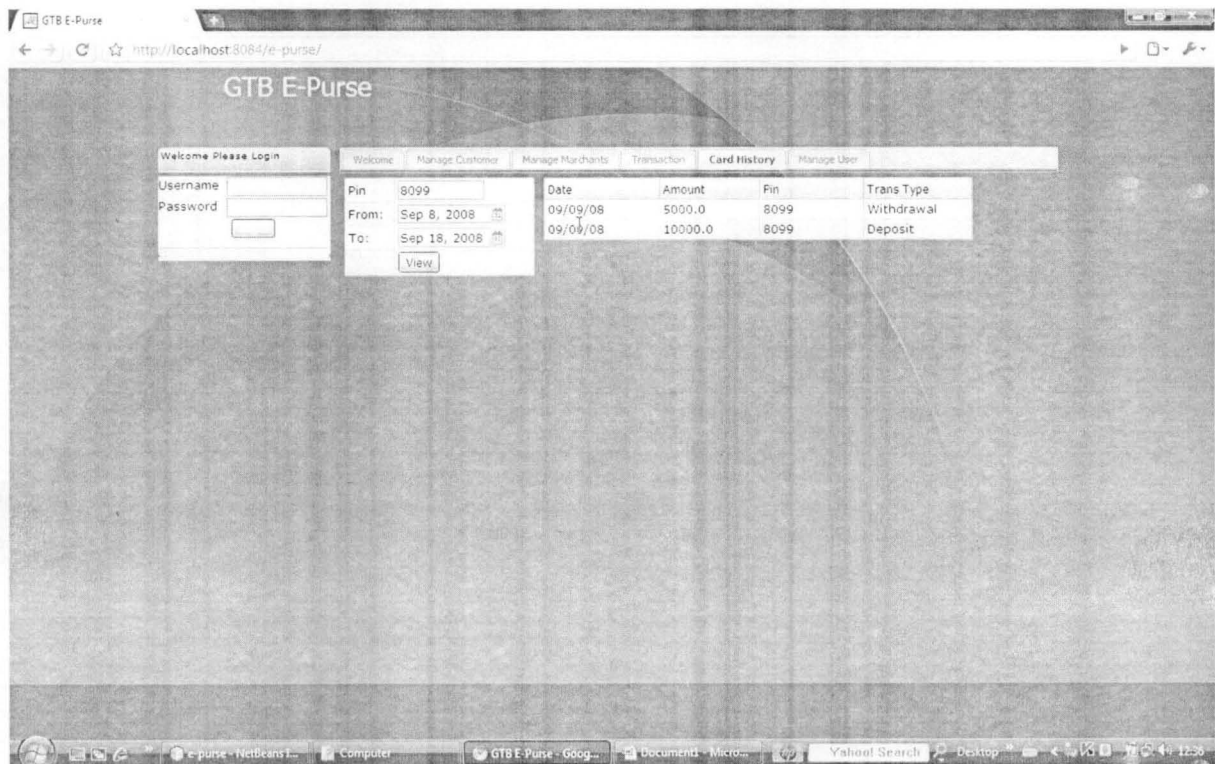 GTB E-Purse
http://localhost:8084/e-purse/
GTB E-Purse
Welcome Please Login
Username
Password
Welcome
Manage Customer
Manage Marchants
Transaction
Card History
Manage User
Pin 8099
From: Sep 8, 2008
To: Sep 18, 2008
View
Date Amount Pin Trans Type
09/09/08 5000.0 8099 Withdrawal
09/09/08 10000.0 8099 Deposit
e-purse - NetBeans I...
Computer
GTB E-Purse - Goog...
Document1 - Micro...
hp
Yahoo! Search
Desktop
12:36